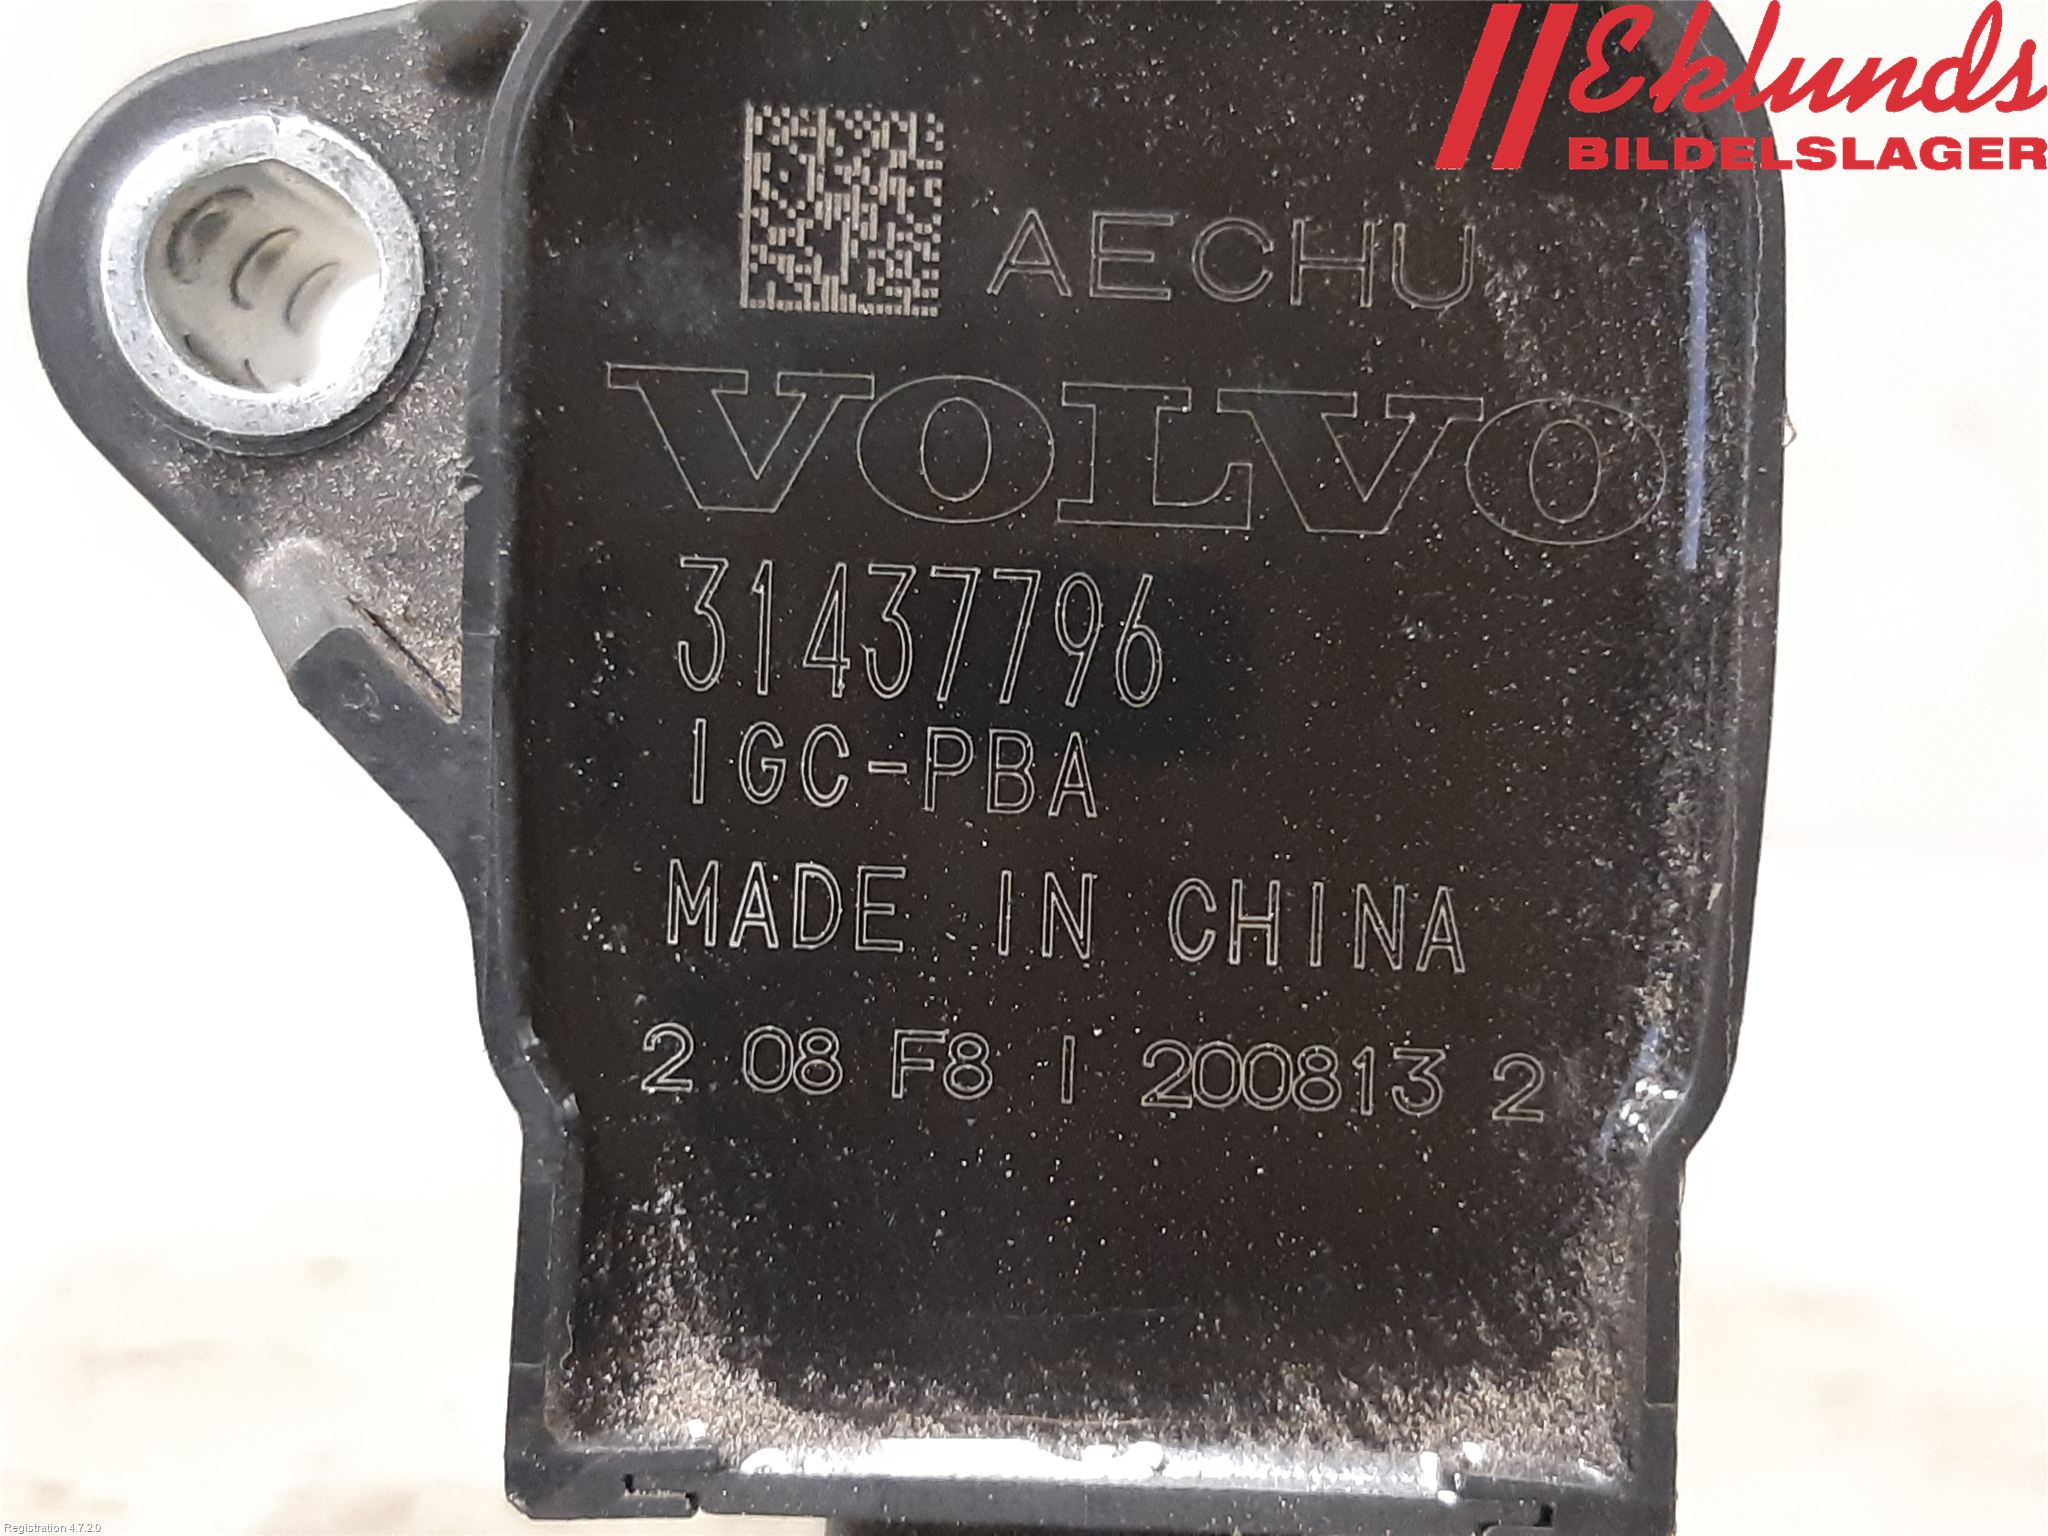 Eklunds
BILDELSLAGER
AECHU
VOLVO
31437796
IGC-PBA
MADE IN CHINA
2 08 F8 I 200813 2
Registration 4.7.2.0